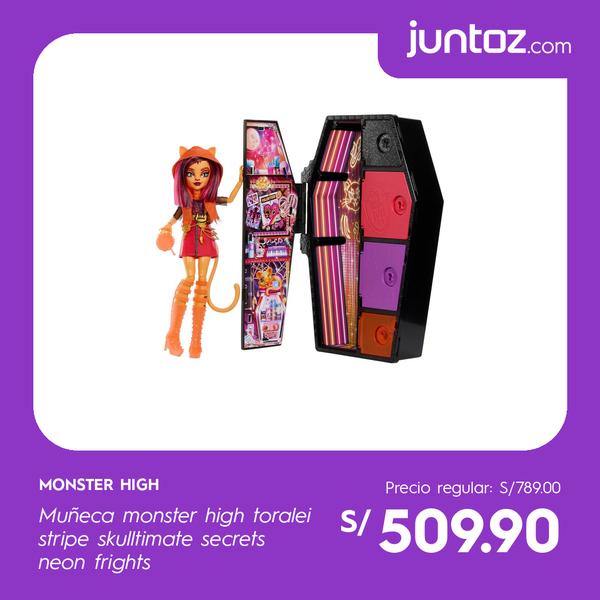 juntoz.com
MONSTER HIGH
Muñeca monster high toralei
stripe skulltimate secrets
neon frights
Precio regular: S/789.00
S/ 509.90